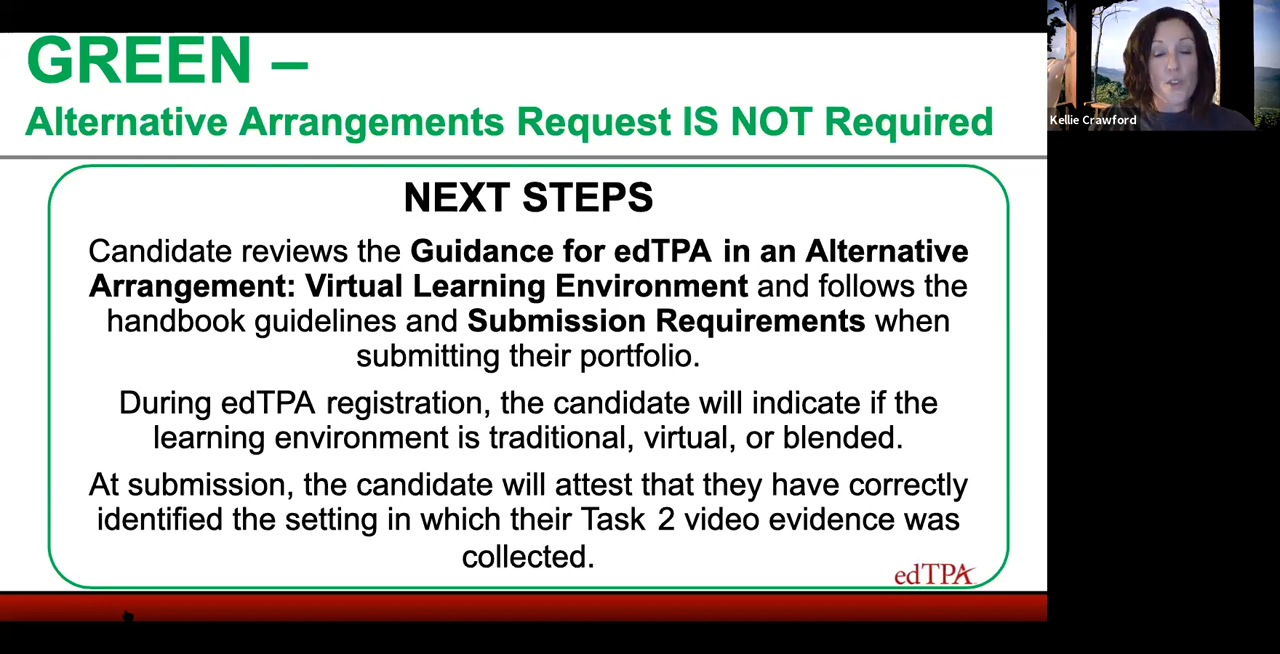 GREEN –
Alternative Arrangements Request IS NOT Required
NEXT STEPS
Candidate reviews the Guidance for edTPA in an Alternative
Arrangement: Virtual Learning Environment and follows the
handbook guidelines and Submission Requirements when
submitting their portfolio.
During edTPA registration, the candidate will indicate if the
learning environment is traditional, virtual, or blended.
At submission, the candidate will attest that they have correctly
identified the setting in which their Task 2 video evidence was
collected.
edTPA
Kellie Crawford